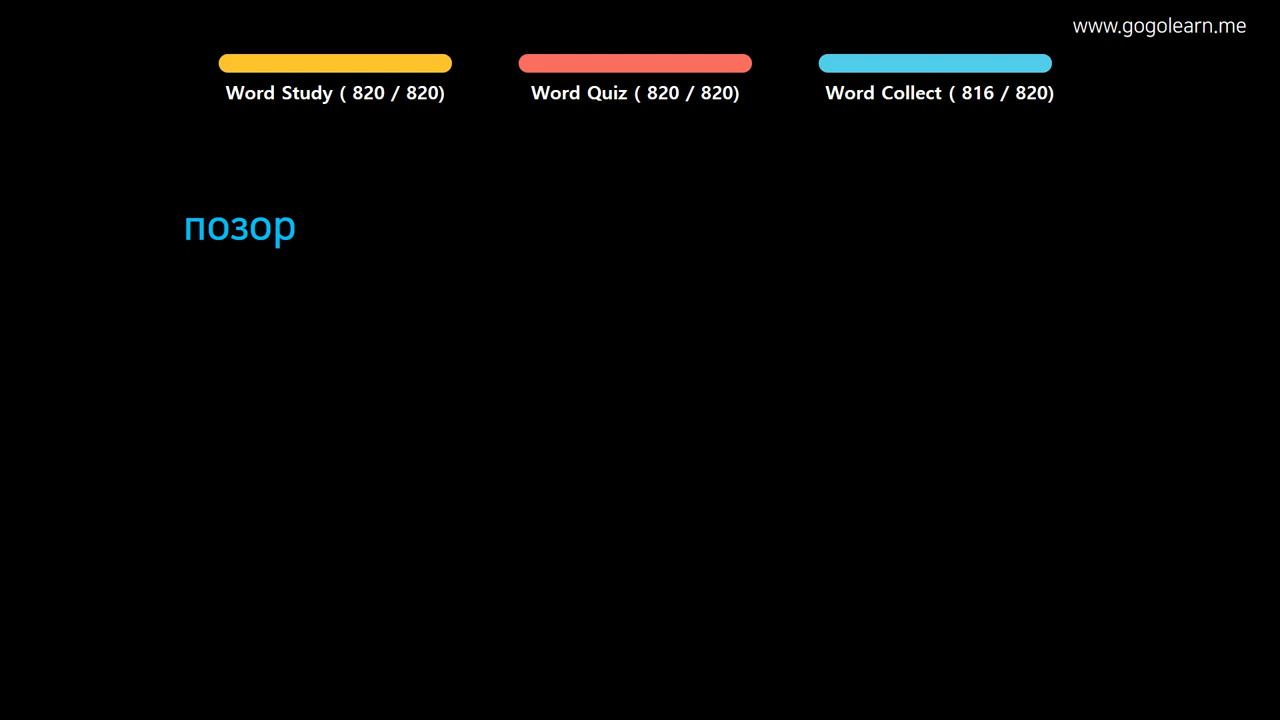 www.gogolearn.me
Word Study ( 820 / 820)
Word Quiz ( 820 / 820)
Word Collect ( 816 / 820)
позор